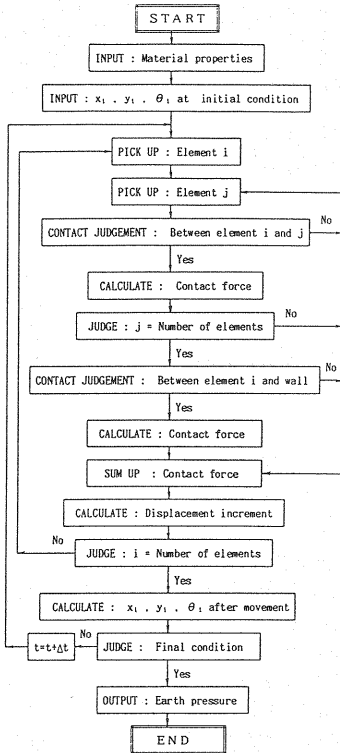 START
INPUT : Material properties
INPUT : x₁ , y₁ , θ₁ at initial condition
PICK UP : Element i
PICK UP : Element j
CONTACT JUDGEMENT : Between element i and j
No
Yes
CALCULATE : Contact force
JUDGE : j = Number of elements
No
Yes
CONTACT JUDGEMENT : Between element i and wall
No
Yes
CALCULATE : Contact force
SUM UP : Contact force
CALCULATE : Displacement increment
No
JUDGE : i = Number of elements
Yes
CALCULATE : x₁ , y₁ , θ₁ after movement
t=t+Δt
No
JUDGE : Final condition
Yes
OUTPUT : Earth pressure
END